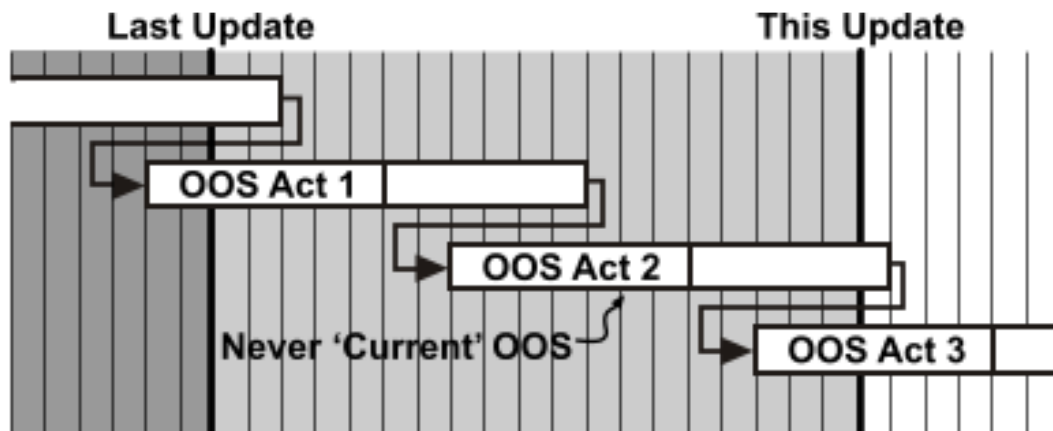 Last Update
This Update
OOS Act 1
OOS Act 2
Never ‘Current’ OOS
OOS Act 3